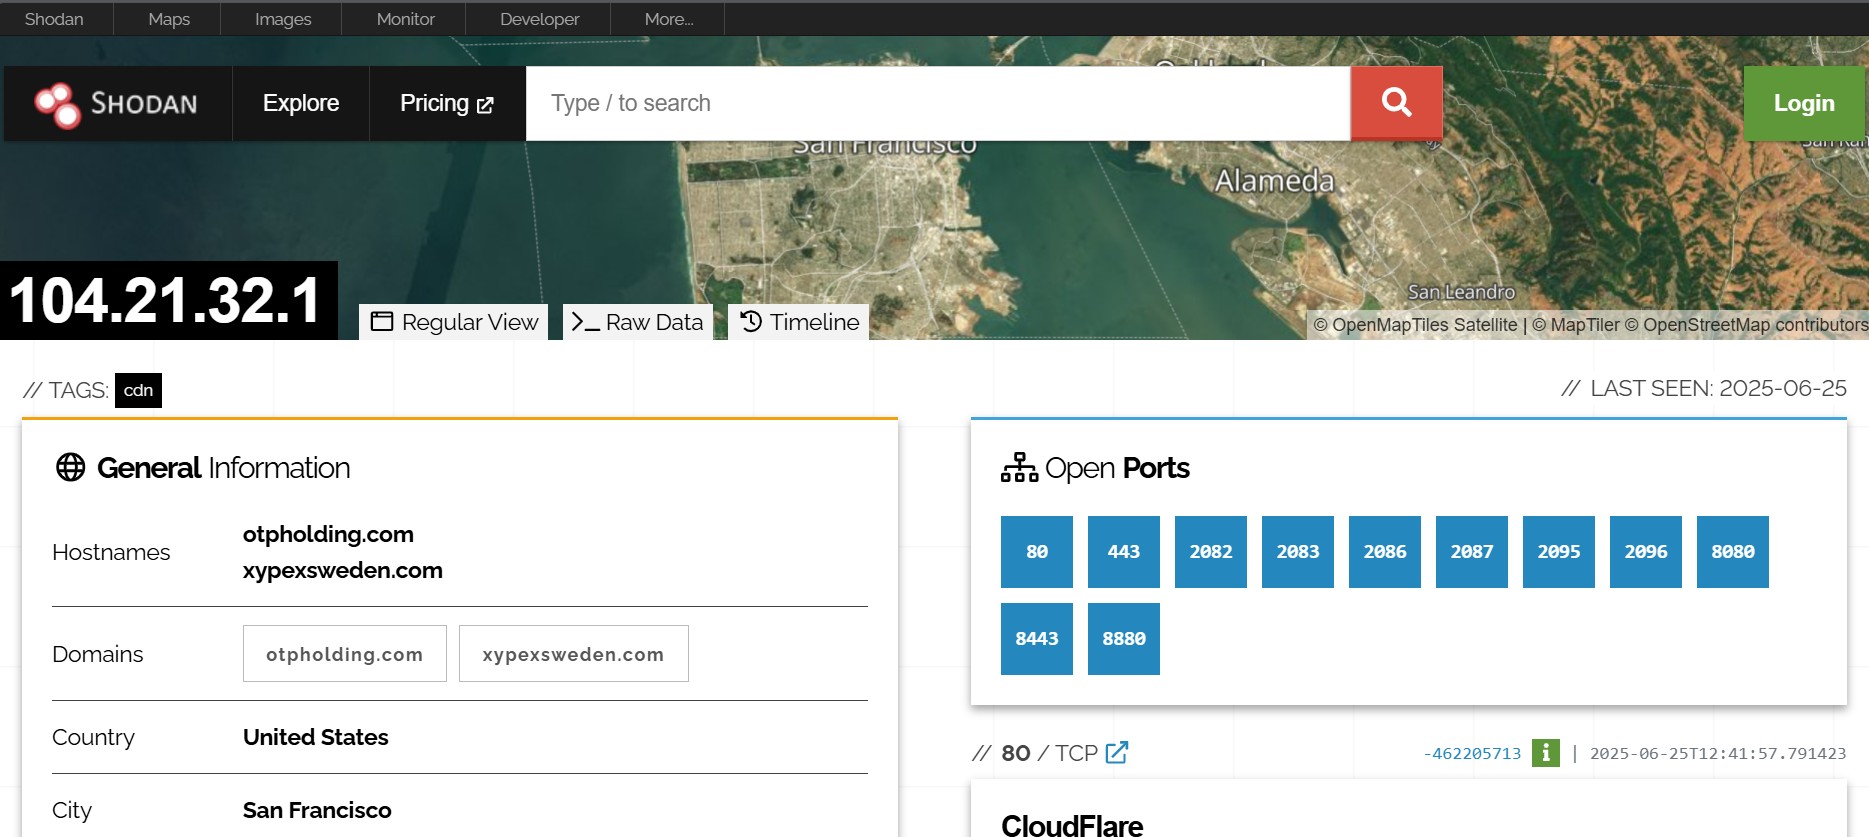 Shodan
Maps
Images
Monitor
Developer
More...
SHODAN
Explore
Pricing
Type / to search
Login
San Francisco
Alameda
San Leandro
104.21.32.1
Regular View
Raw Data
Timeline
© OpenMapTiles Satellite | © MapTiler © OpenStreetMap contributors
// TAGS: cdn
// LAST SEEN: 2025-06-25
General Information
Hostnames
otpholding.com
xypexsweden.com
Domains
otpholding.com
xypexsweden.com
Country
United States
City
San Francisco
Open Ports
80
443
2082
2083
2086
2087
2095
2096
8080
8443
8880
// 80 / TCP
-462205713 | 2025-06-25T12:41:57.791423
CloudFlare